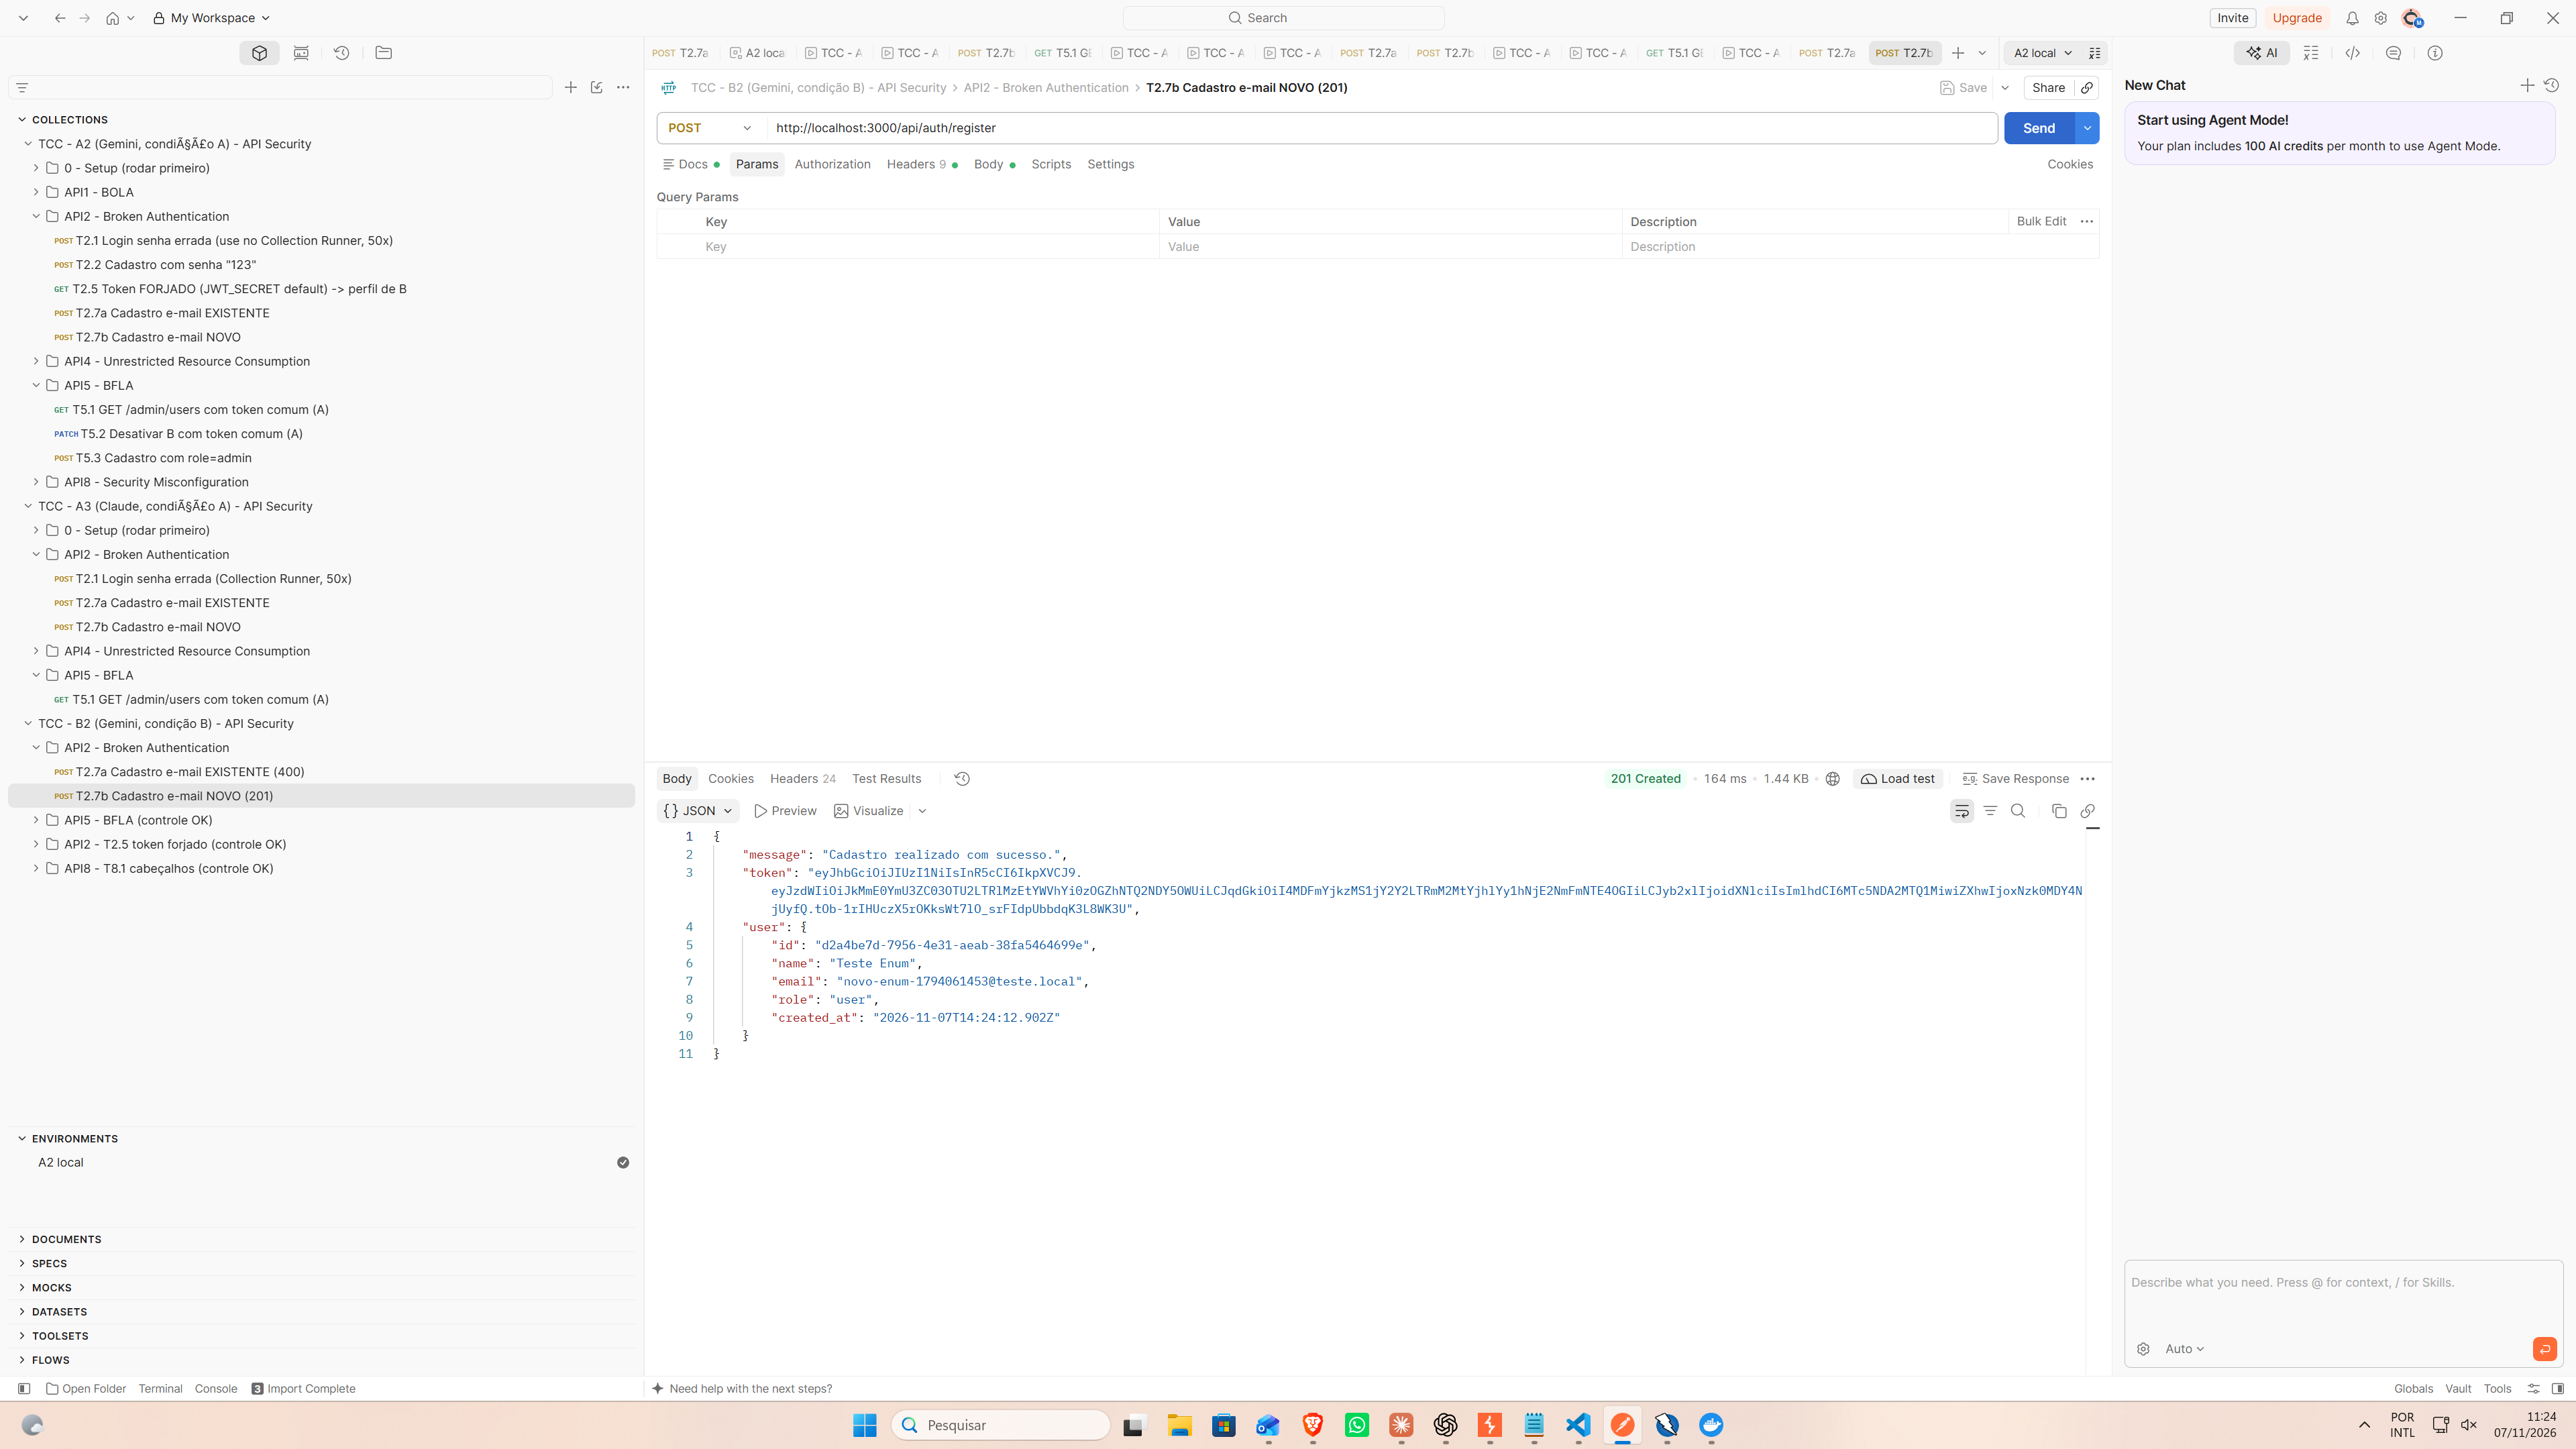 My Workspace
Search
Invite
Upgrade
COLLECTIONS
TCC - A2 (Gemini, condiÃ§Ã£o A) - API Security
0 - Setup (rodar primeiro)
API1 - BOLA
API2 - Broken Authentication
POST T2.1 Login senha errada (use no Collection Runner, 50x)
POST T2.2 Cadastro com senha "123"
GET T2.5 Token FORJADO (JWT_SECRET default) -> perfil de B
POST T2.7a Cadastro e-mail EXISTENTE
POST T2.7b Cadastro e-mail NOVO
API4 - Unrestricted Resource Consumption
API5 - BFLA
GET T5.1 GET /admin/users com token comum (A)
PATCH T5.2 Desativar B com token comum (A)
POST T5.3 Cadastro com role=admin
API8 - Security Misconfiguration
TCC - A3 (Claude, condiÃ§Ã£o A) - API Security
0 - Setup (rodar primeiro)
API2 - Broken Authentication
POST T2.1 Login senha errada (Collection Runner, 50x)
POST T2.7a Cadastro e-mail EXISTENTE
POST T2.7b Cadastro e-mail NOVO
API4 - Unrestricted Resource Consumption
API5 - BFLA
GET T5.1 GET /admin/users com token comum (A)
TCC - B2 (Gemini, condição B) - API Security
API2 - Broken Authentication
POST T2.7a Cadastro e-mail EXISTENTE (400)
POST T2.7b Cadastro e-mail NOVO (201)
API5 - BFLA (controle OK)
API2 - T2.5 token forjado (controle OK)
API8 - T8.1 cabeçalhos (controle OK)
ENVIRONMENTS
A2 local
DOCUMENTS
SPECS
MOCKS
DATASETS
TOOLSETS
FLOWS
POST T2.7a A2 loca TCC - A TCC - A POST T2.7b GET T5.1 GE TCC - A TCC - A TCC - A POST T2.7a POST T2.7b TCC - A TCC - A GET T5.1 GE TCC - A POST T2.7a POST T2.7b A2 local
HTTP TCC - B2 (Gemini, condição B) - API Security > API2 - Broken Authentication > T2.7b Cadastro e-mail NOVO (201)
Save Share
POST http://localhost:3000/api/auth/register Send
Docs Params Authorization Headers 9 Body Scripts Settings Cookies
Query Params
Key Value Description Bulk Edit
Key Value Description
Body Cookies Headers 24 Test Results 201 Created 164 ms 1.44 KB Load test e.g. Save Response
{} JSON Preview Visualize
1 {
2 "message": "Cadastro realizado com sucesso.",
3 "token": "eyJhbGciOiJIUzI1NiIsInR5cCI6IkpXVCJ9.
eyJzdWIiOiJkMmE0YmU3ZC03OTU2LTRlMzEtYWVhYi0zOGZhNTQ2NDY5OWUiLCJqdGkiOiI4MDFmYjkzMS1jY2Y2LTRmM2MtYjhlYy1hNjE2NmFmNTE4OGIiLCJyb2xlIjoidXNlciIsImlhdCI6MTc5NDA2MTQ1MiwiZXhwIjoxNzk0MDY4N
jUyfQ.tOb-1rIHUczX5rOKksWt7lO_srFIdpUbbdqK3L8WK3U",
4 "user": {
5 "id": "d2a4be7d-7956-4e31-aeab-38fa5464699e",
6 "name": "Teste Enum",
7 "email": "novo-enum-1794061453@teste.local",
8 "role": "user",
9 "created_at": "2026-11-07T14:24:12.902Z"
10 }
11 }
AI
New Chat
Start using Agent Mode!
Your plan includes 100 AI credits per month to use Agent Mode.
Describe what you need. Press @ for context, / for Skills.
Auto
Open Folder Terminal Console 3 Import Complete
Need help with the next steps?
Globals Vault Tools
Pesquisar
POR
INTL
11:24
07/11/2026